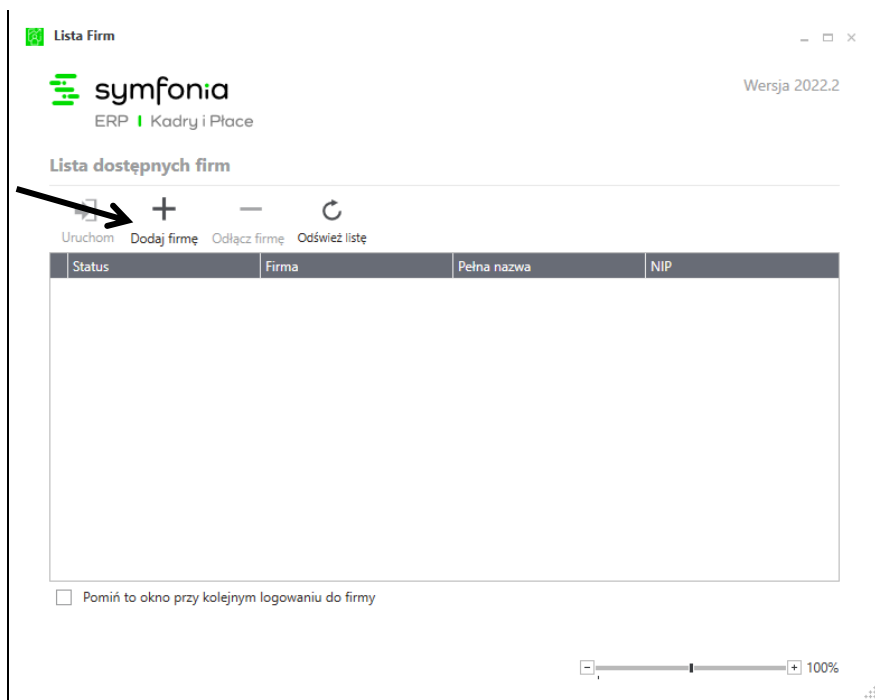 Lista Firm
symfonia
Wersja 2022.2
ERP I Kadry i Płace
Lista dostępnych firm
Uruchom Dodaj firmę Odłącz firmę Odśwież listę
Status Firma Pełna nazwa NIP
Pomiń to okno przy kolejnym logowaniu do firmy
100%